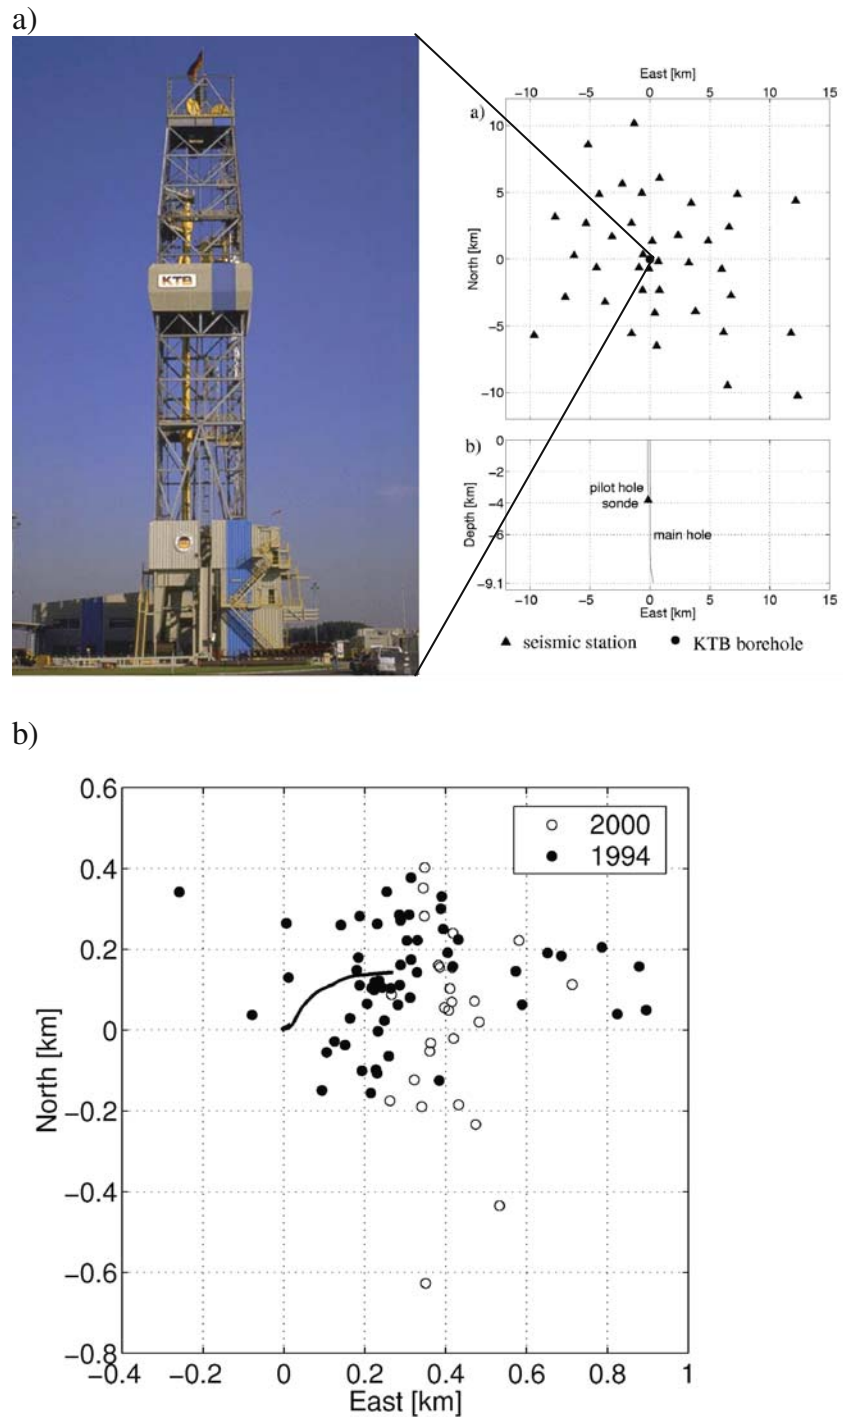 a)
KTB
East [km]
−10 −5 0 5 10 15
a)
10
5
0
−5
−10
North [km]
b)
0
−2
−4
−6
−9.1
Depth [km]
pilot hole
sonde
main hole
−10 −5 0 5 10 15
East [km]
seismic station KTB borehole
b)
0.6
0.4
0.2
0
−0.2
−0.4
−0.6
−0.8
North [km]
2000
1994
−0.4 −0.2 0 0.2 0.4 0.6 0.8 1
East [km]